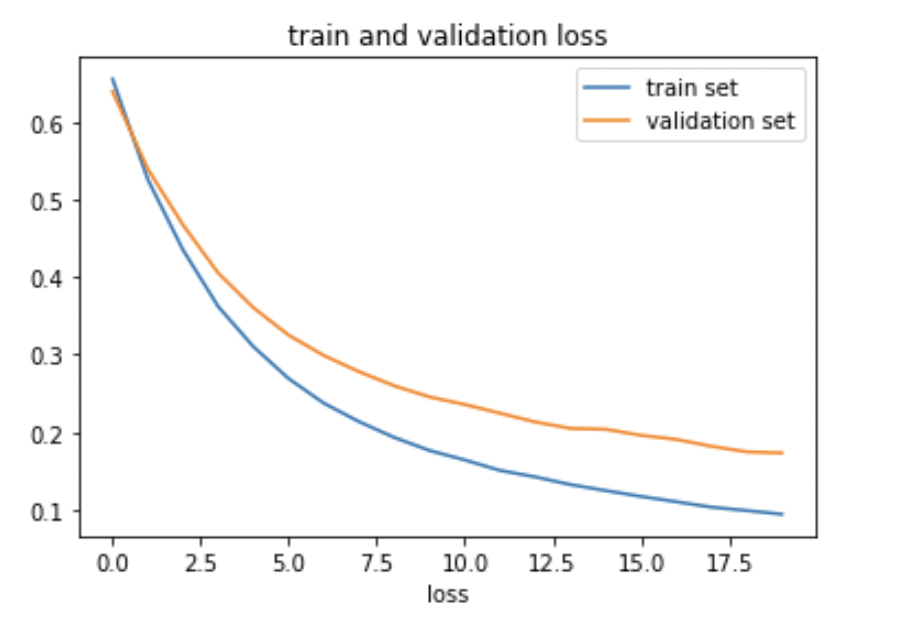 train and validation loss
train set
validation set
0.6
0.5
0.4
0.3
0.2
0.1
0.0 2.5 5.0 7.5 10.0 12.5 15.0 17.5
loss